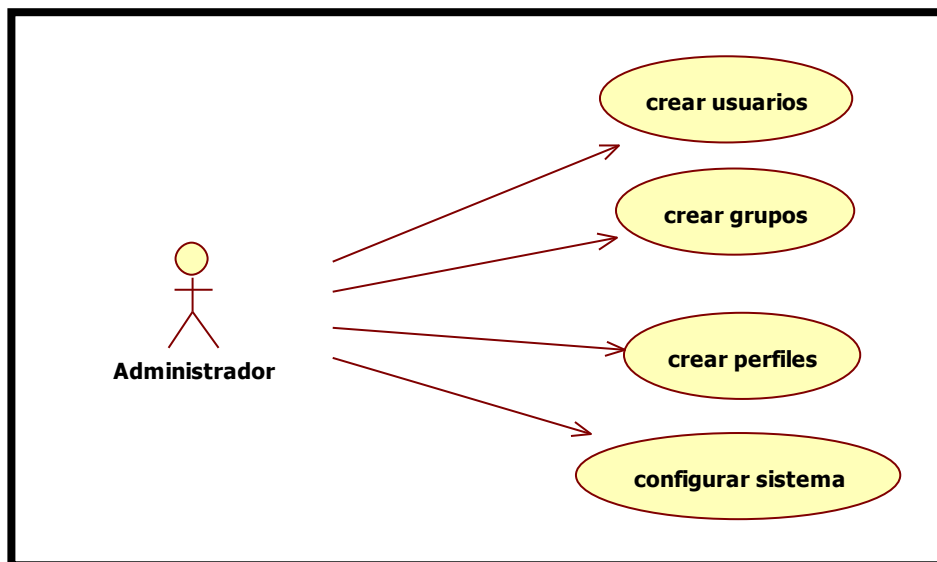 crear usuarios
crear grupos
Administrador
crear perfiles
configurar sistema